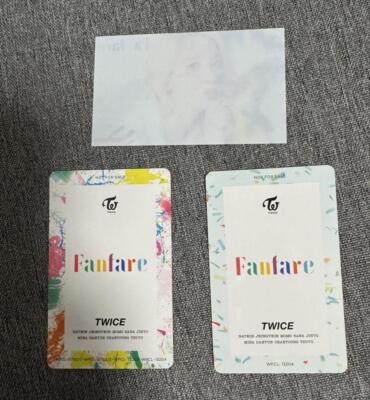 NOT FOR SALE
TWICE
Fanfare
TWICE
NAYEON JEONGYEON MOMO SANA JIHYO
MINA DAHYUN CHAEYOUNG TZUYU
NOT FOR SALE
TWICE
Fanfare
TWICE
NAYEON JEONGYEON MOMO SANA JIHYO
MINA DAHYUN CHAEYOUNG TZUYU
WPCL-13204